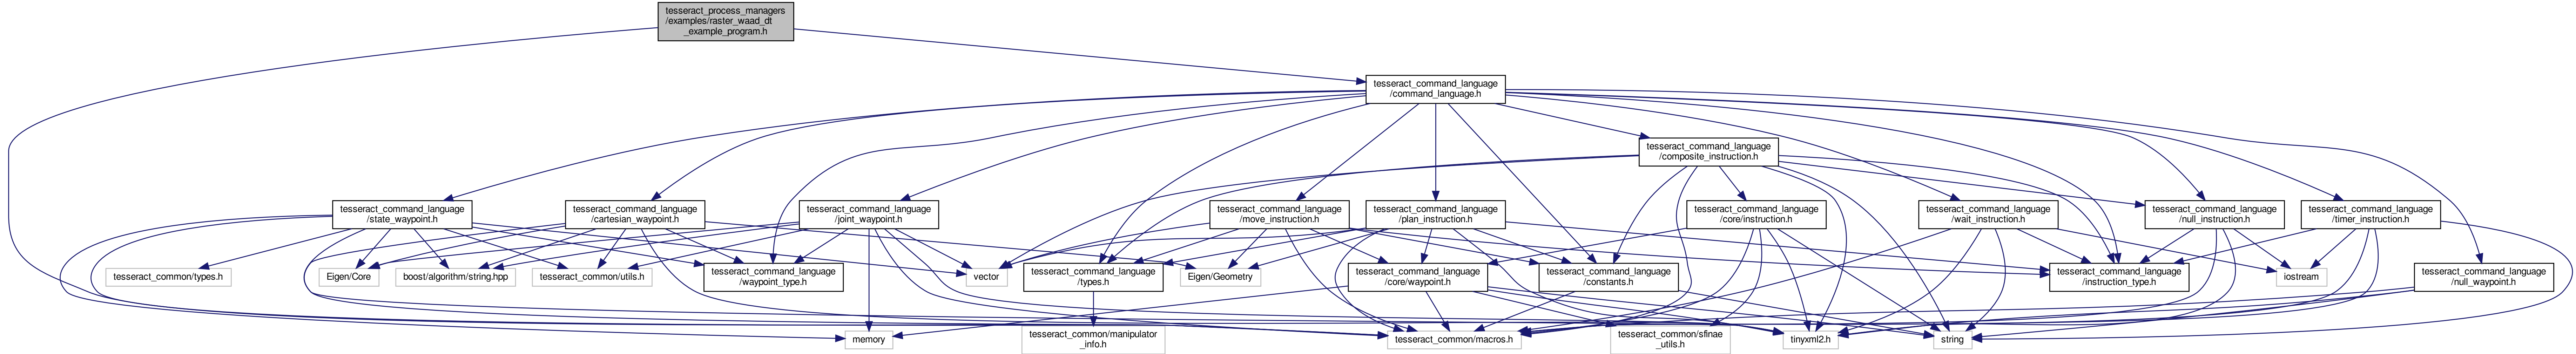 tesseract_process_managers
/examples/raster_waad_dt
_example_program.h
tesseract_command_language
/command_language.h
tesseract_command_language
/composite_instruction.h
tesseract_command_language
/state_waypoint.h
tesseract_command_language
/cartesian_waypoint.h
tesseract_command_language
/joint_waypoint.h
tesseract_command_language
/move_instruction.h
tesseract_command_language
/plan_instruction.h
tesseract_command_language
/core/instruction.h
tesseract_command_language
/wait_instruction.h
tesseract_command_language
/null_instruction.h
tesseract_command_language
/timer_instruction.h
tesseract_common/types.h
Eigen/Core
boost/algorithm/string.hpp
tesseract_common/utils.h
tesseract_command_language
/waypoint_type.h
vector
tesseract_command_language
/types.h
Eigen/Geometry
tesseract_command_language
/core/waypoint.h
tesseract_command_language
/constants.h
tesseract_command_language
/instruction_type.h
iostream
tesseract_command_language
/null_waypoint.h
memory
tesseract_common/manipulator
_info.h
tesseract_common/macros.h
tesseract_common/sfinae
_utils.h
tinyxml2.h
string